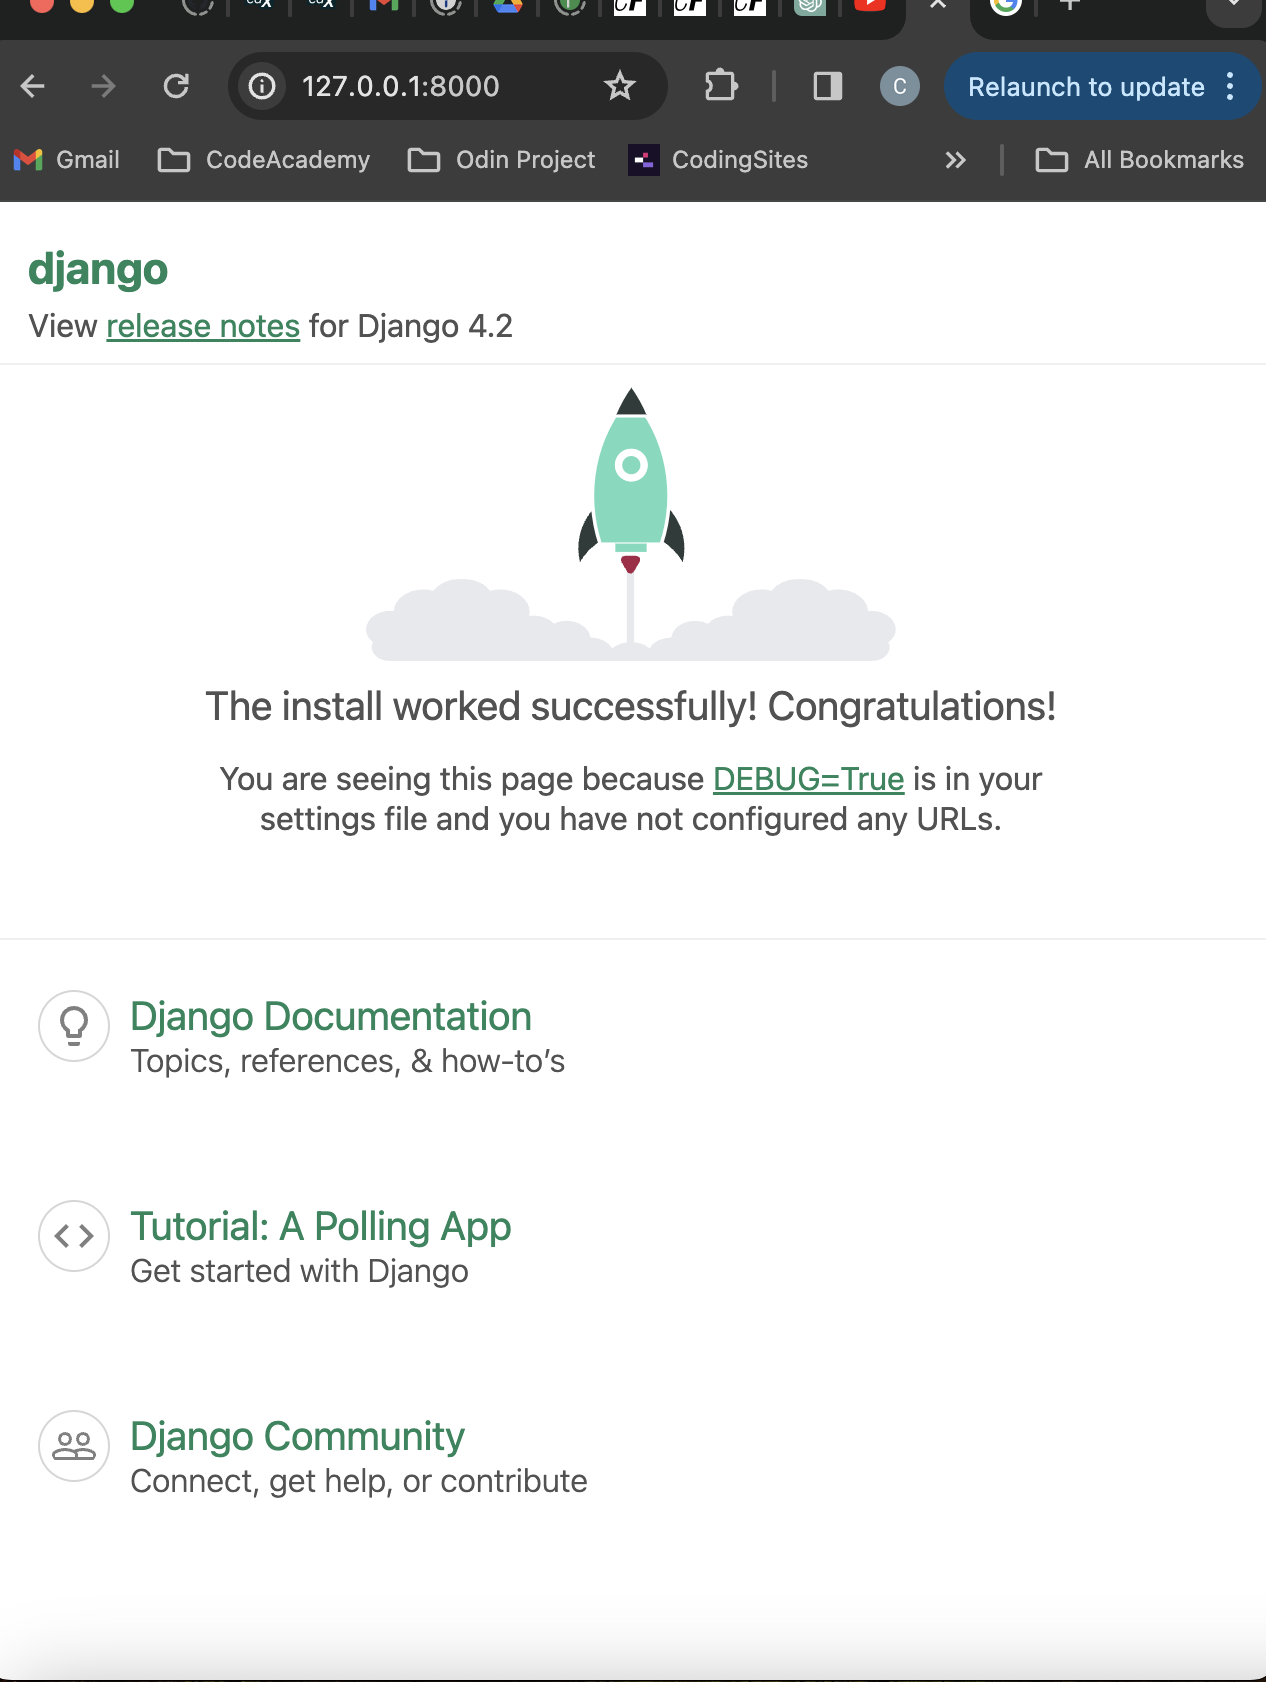 127.0.0.1:8000
C
Relaunch to update
Gmail
CodeAcademy
Odin Project
CodingSites
All Bookmarks
django
View release notes for Django 4.2
The install worked successfully! Congratulations!
You are seeing this page because DEBUG=True is in your
settings file and you have not configured any URLs.
Django Documentation
Topics, references, & how-to’s
Tutorial: A Polling App
Get started with Django
Django Community
Connect, get help, or contribute